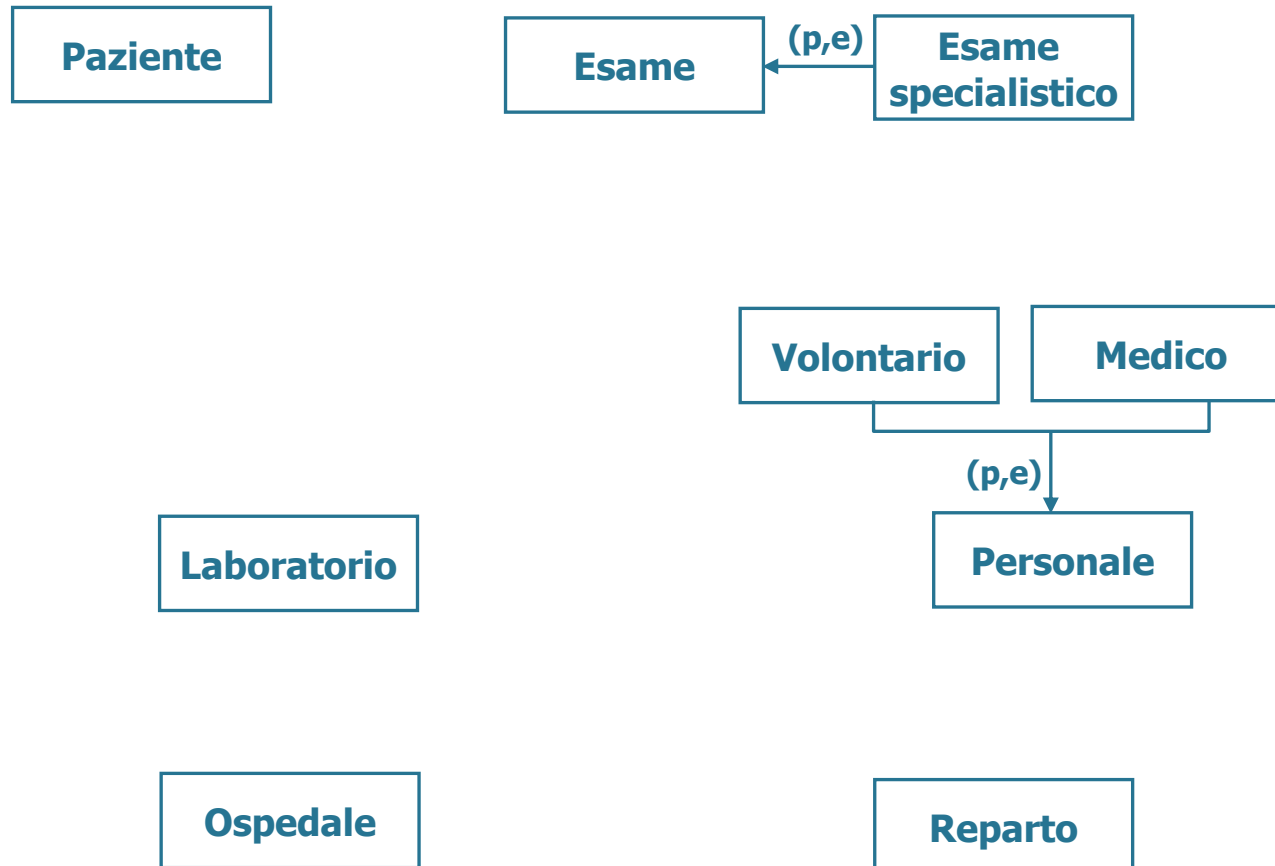 Paziente
Esame
(p,e)
Esame
specialistico
Volontario
Medico
(p,e)
Laboratorio
Personale
Ospedale
Reparto